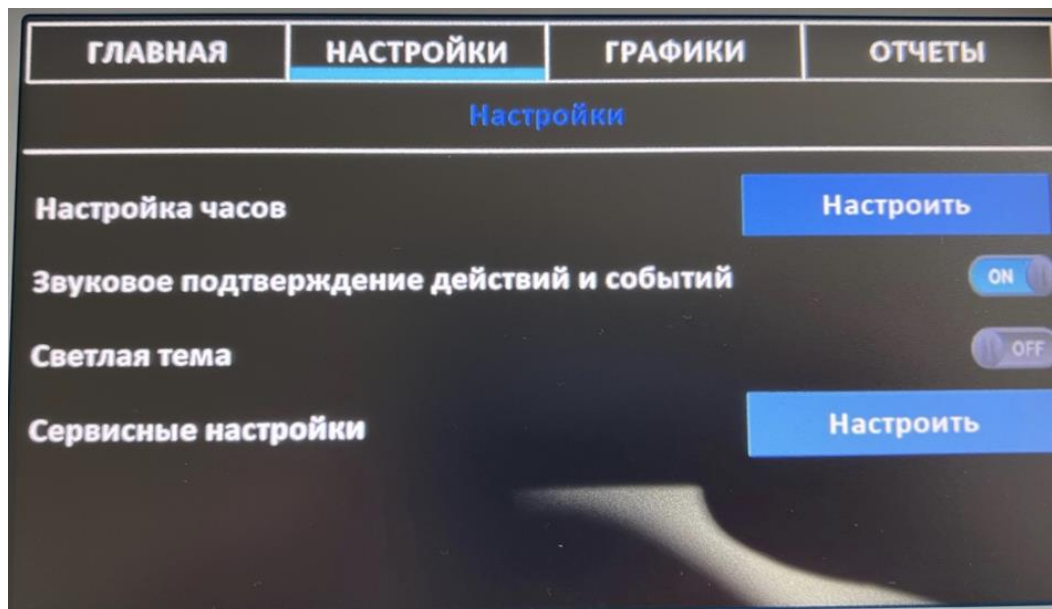 ГЛАВНАЯ НАСТРОЙКИ ГРАФИКИ ОТЧЕТЫ
Настройки
Настройка часов Настроить
Звуковое подтверждение действий и событий ON
Светлая тема OFF
Сервисные настройки Настроить